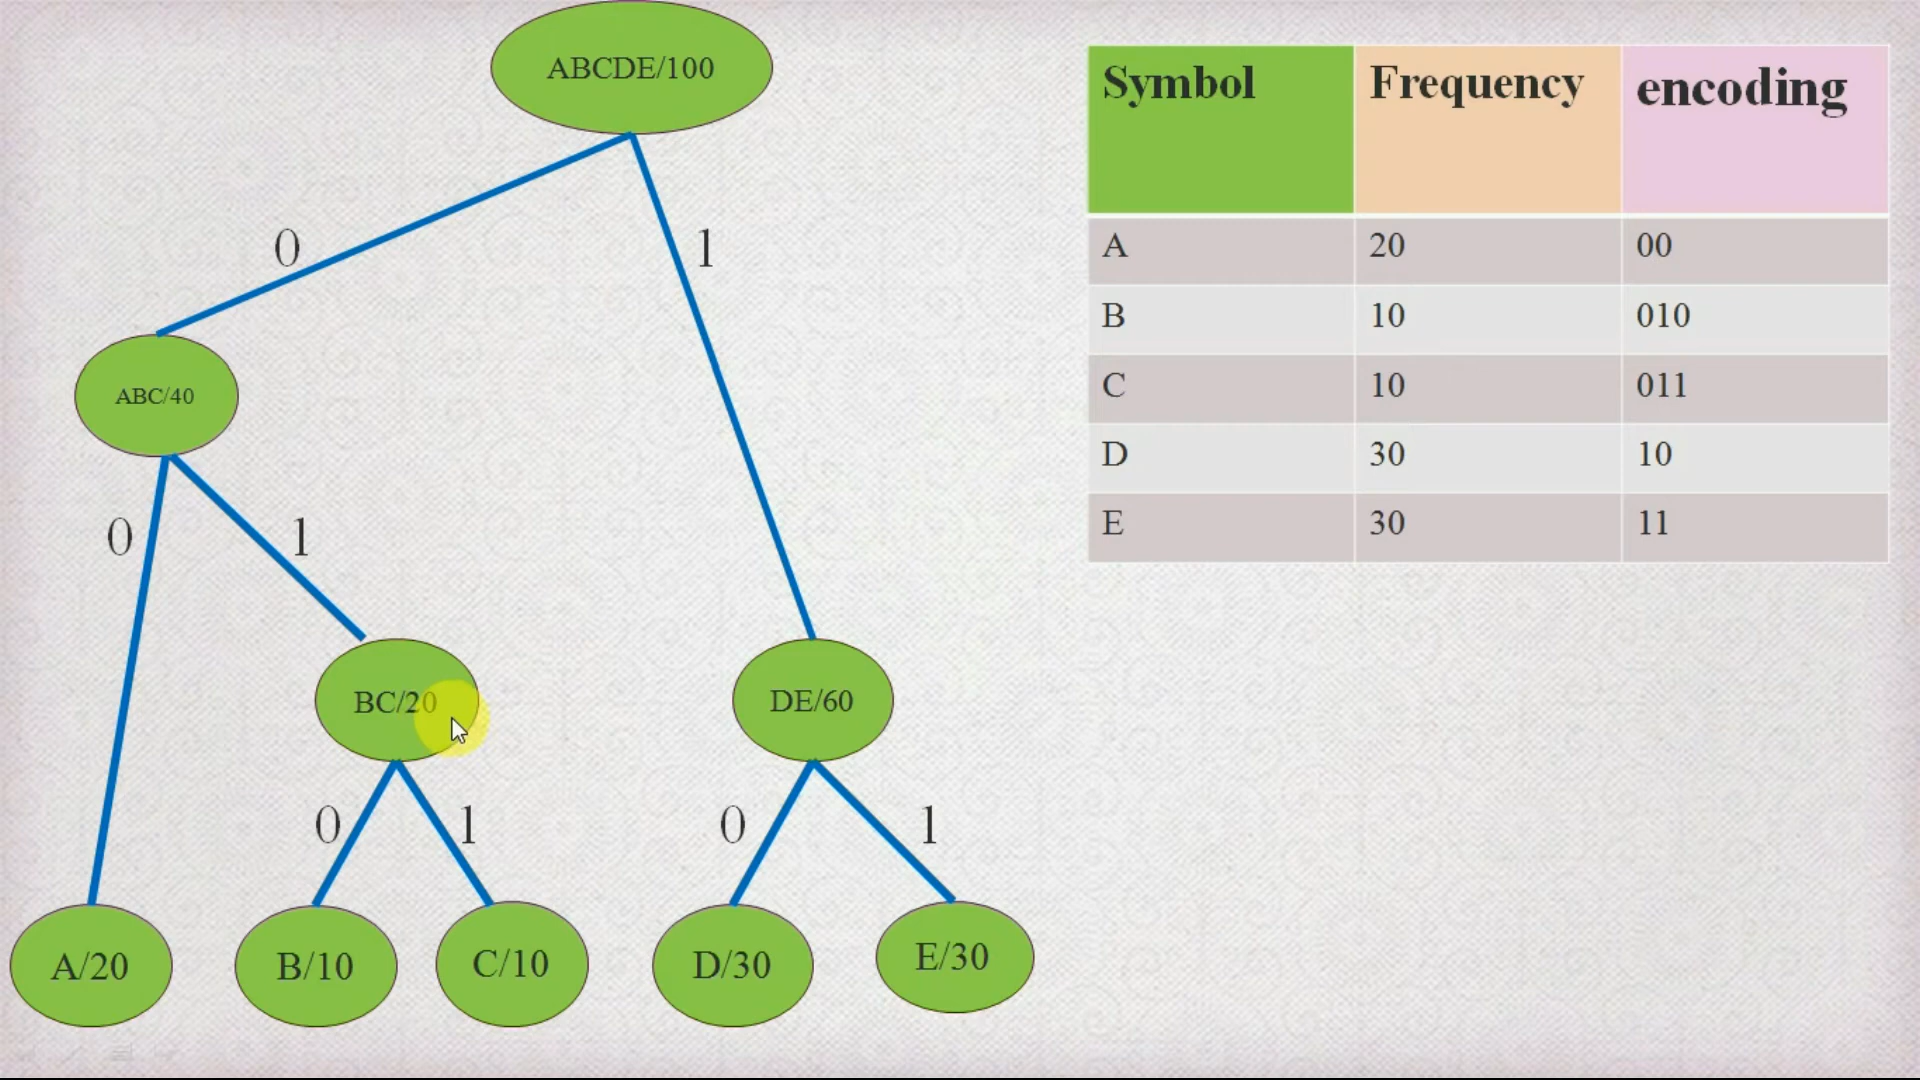 ABCDE/100
0
1
ABC/40
0
1
BC/20
DE/60
0
1
0
1
A/20
B/10
C/10
D/30
E/30
Symbol Frequency encoding
A 20 00
B 10 010
C 10 011
D 30 10
E 30 11